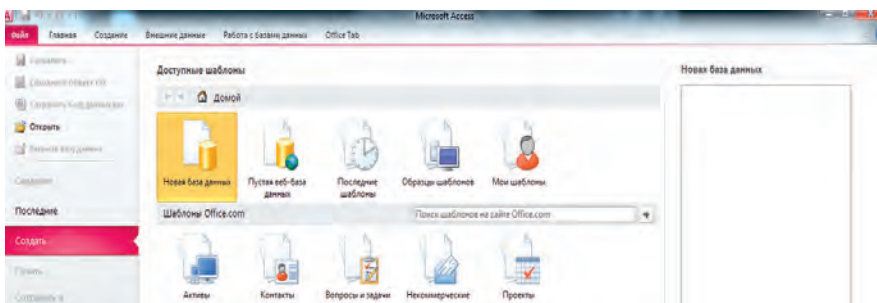 Microsoft Access
Файл Главная Создание Внешние данные Работа с базами данных Office Tab
Сохранить
Открыть
Последние
Создать
Доступные шаблоны
Домой
Новая база данных
Пустая веб-база данных
Последние шаблоны
Образцы шаблонов
Мои шаблоны
Шаблоны Office.com
Поиск шаблонов на сайте Office.com
Активы
Контакты
Вопросы и задачи
Некоммерческие
Проекты
Новая база данных